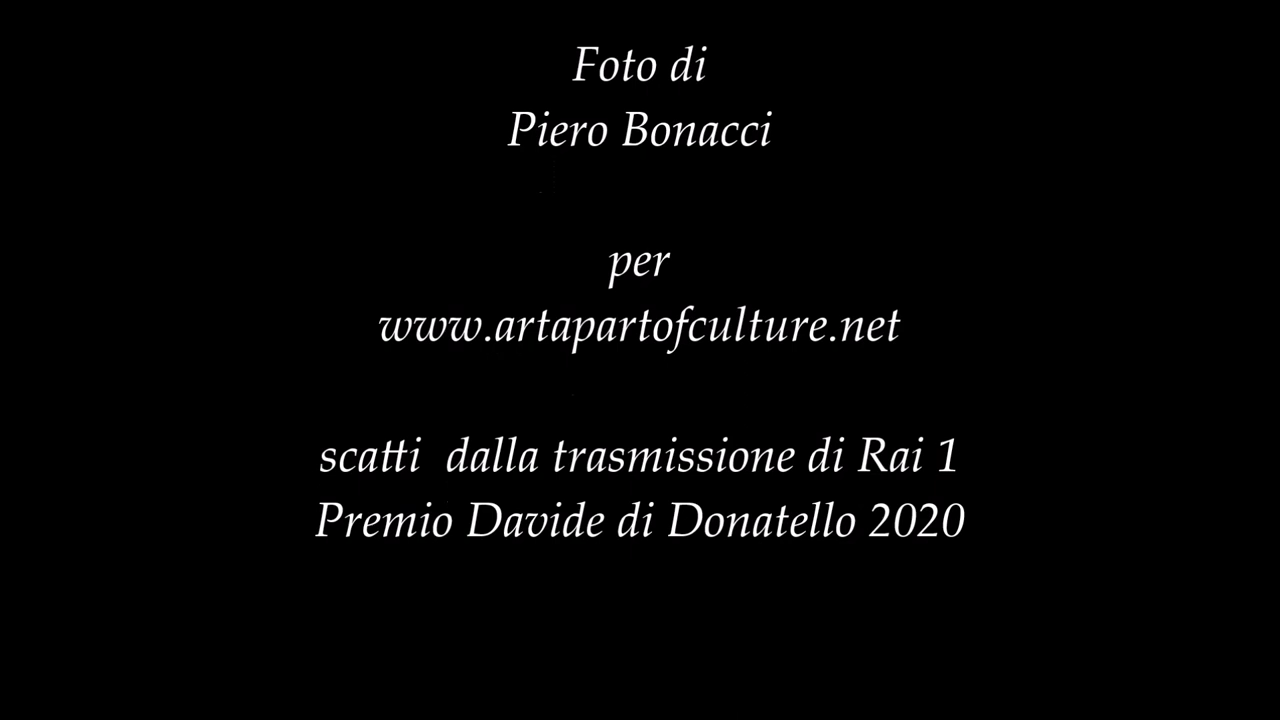 Foto di
Piero Bonacci
per
www.artapartofculture.net
scatti dalla trasmissione di Rai 1
Premio Davide di Donatello 2020